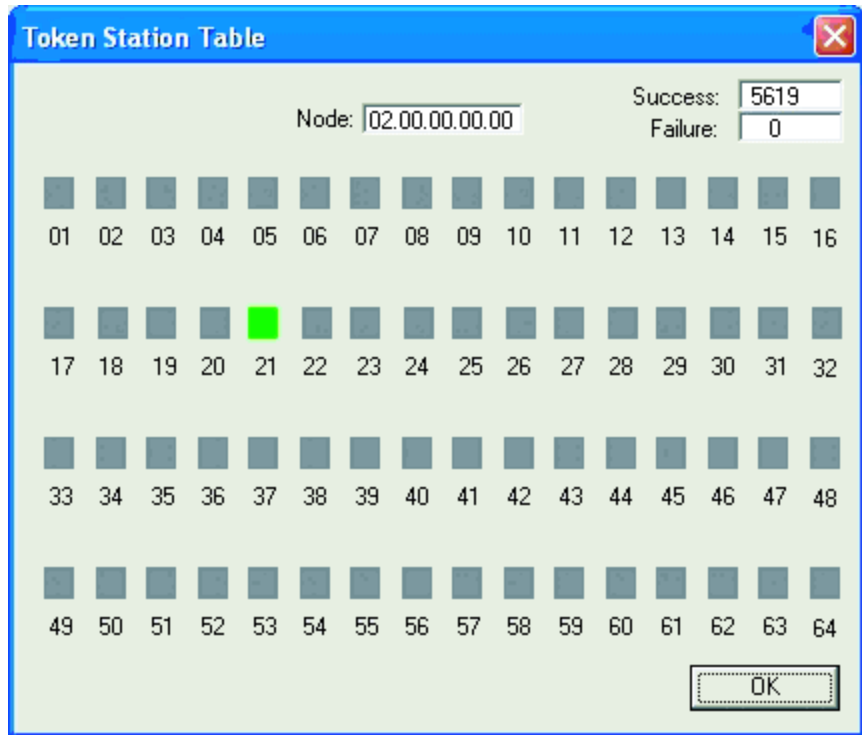 Token Station Table
Success: 5619
Node: 02.00.00.00.00
Failure: 0
01 02 03 04 05 06 07 08 09 10 11 12 13 14 15 16
17 18 19 20 21 22 23 24 25 26 27 28 29 30 31 32
33 34 35 36 37 38 39 40 41 42 43 44 45 46 47 48
49 50 51 52 53 54 55 56 57 58 59 60 61 62 63 64
OK